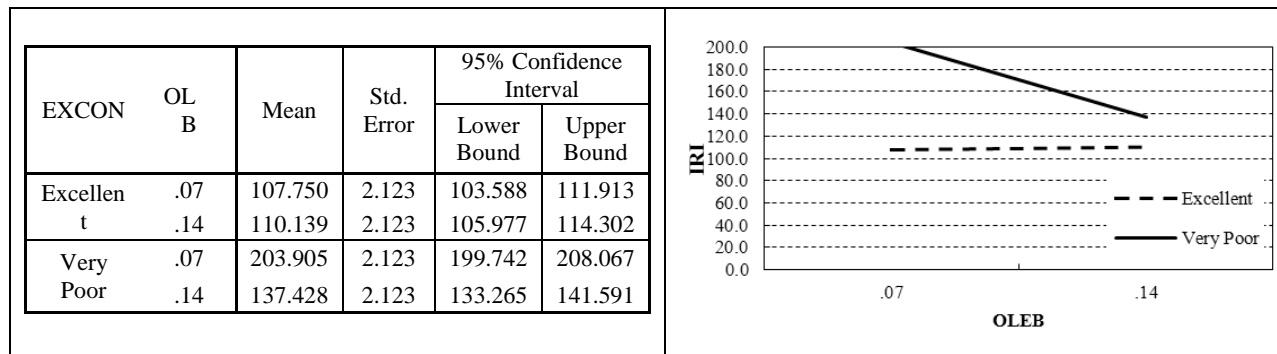 EXCON OL B Mean Std. Error 95% Confidence Interval
Lower Bound Upper Bound
Excellen t .07 107.750 2.123 103.588 111.913
.14 110.139 2.123 105.977 114.302
Very Poor .07 203.905 2.123 199.742 208.067
.14 137.428 2.123 133.265 141.591
200.0
180.0
160.0
140.0
120.0
100.0
80.0
60.0
40.0
20.0
0.0
IRI
Excellent
Very Poor
.07 .14
OLEB